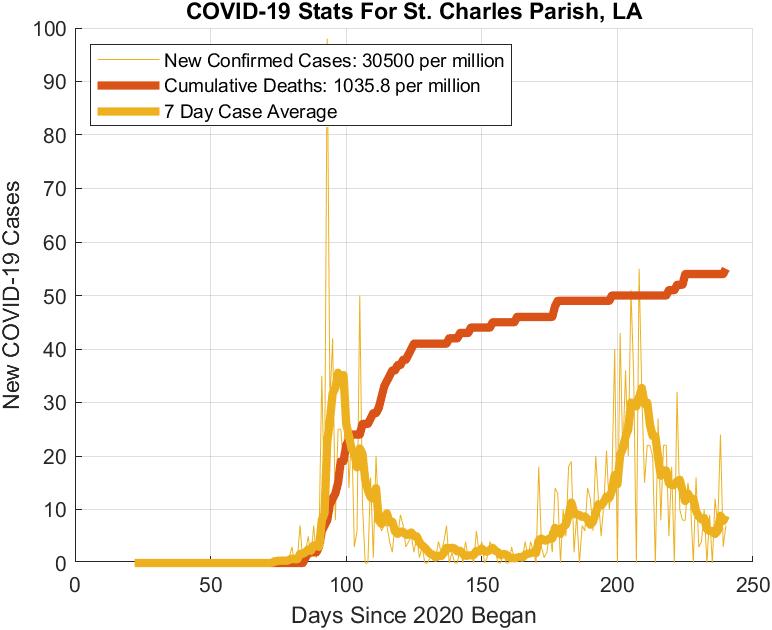 COVID-19 Stats For St. Charles Parish, LA
New Confirmed Cases: 30500 per million
Cumulative Deaths: 1035.8 per million
7 Day Case Average
New COVID-19 Cases
100
90
80
70
60
50
40
30
20
10
0
0 50 100 150 200 250
Days Since 2020 Began